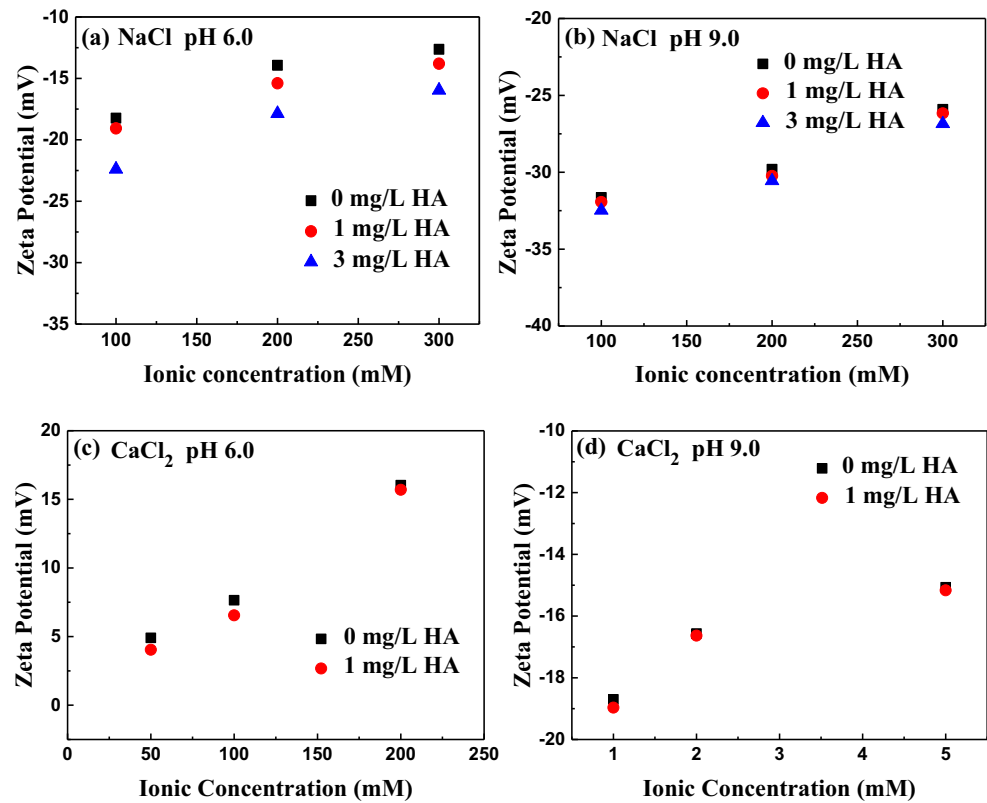 (a) NaCl pH 6.0
-10
-15
-20
-25
-30
-35
Zeta Potential (mV)
0 mg/L HA
1 mg/L HA
3 mg/L HA
100 150 200 250 300
Ionic concentration (mM)
(b) NaCl pH 9.0
-20
-25
-30
-35
-40
Zeta Potential (mV)
0 mg/L HA
1 mg/L HA
3 mg/L HA
100 150 200 250 300
Ionic concentration (mM)
(c) CaCl2 pH 6.0
20
15
10
5
0
Zeta Potential (mV)
0 mg/L HA
1 mg/L HA
0 50 100 150 200 250
Ionic Concentration (mM)
(d) CaCl2 pH 9.0
-10
-12
-14
-16
-18
-20
Zeta Potential (mV)
0 mg/L HA
1 mg/L HA
1 2 3 4 5
Ionic Concentration (mM)